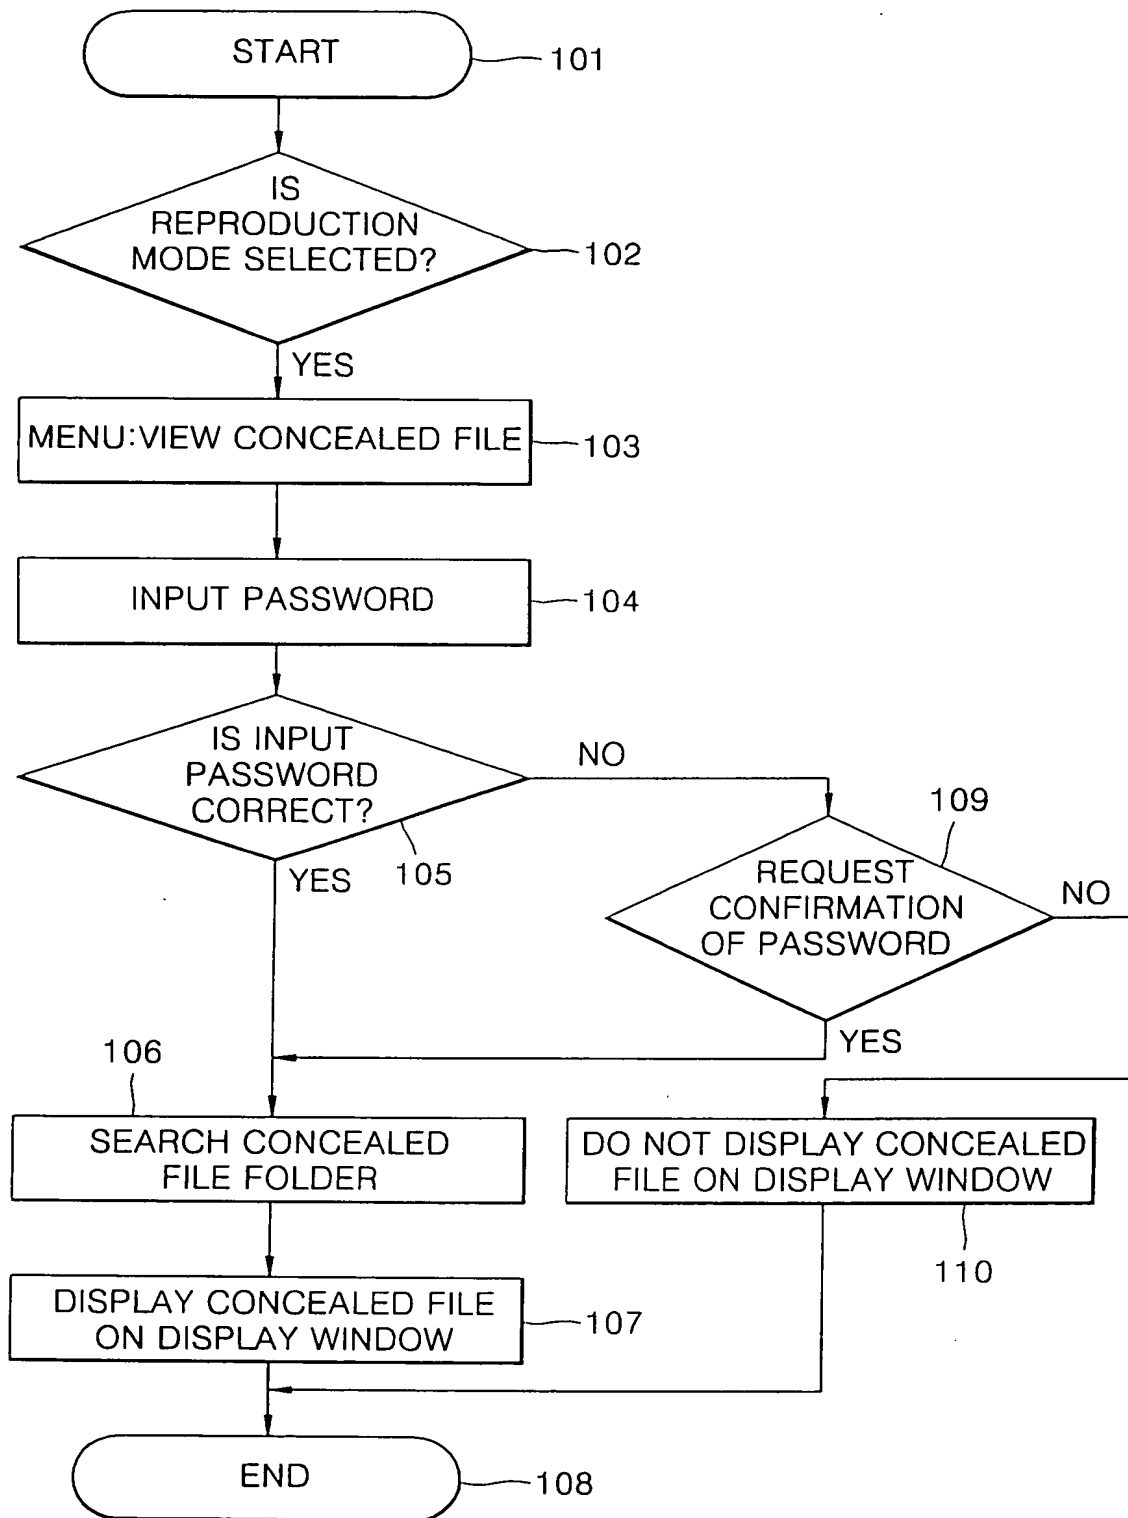 START
101
IS
REPRODUCTION
MODE SELECTED?
102
YES
MENU:VIEW CONCEALED FILE
103
INPUT PASSWORD
104
IS INPUT
PASSWORD
CORRECT?
NO
105
YES
109
REQUEST
CONFIRMATION
OF PASSWORD
NO
YES
106
SEARCH CONCEALED
FILE FOLDER
DO NOT DISPLAY CONCEALED
FILE ON DISPLAY WINDOW
110
DISPLAY CONCEALED FILE
ON DISPLAY WINDOW
107
END
108